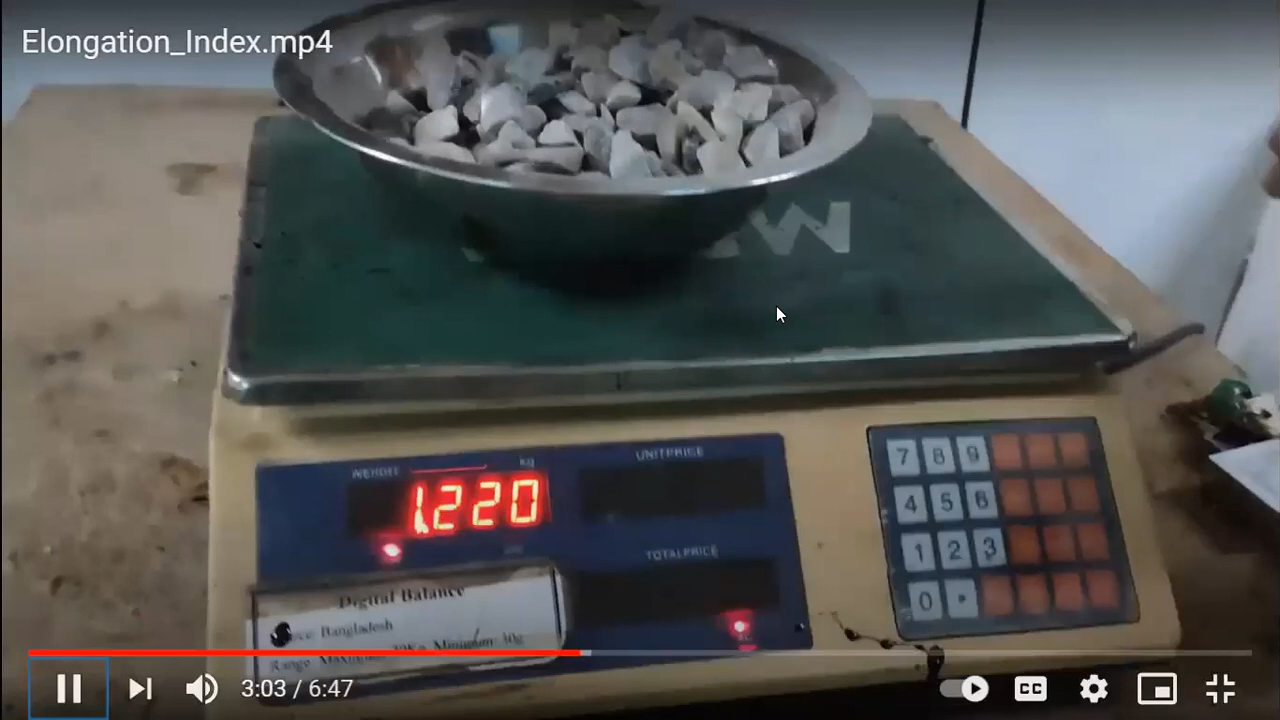 Elongation_Index.mp4
W
WEIGHT kg
1.220
UNITPRICE
TOTALPRICE
7 8 9
4 5 6
1 2 3
0 .
Digital Balance
Bangladesh
Range: Minimum: 30g
3:03 / 6:47
CC